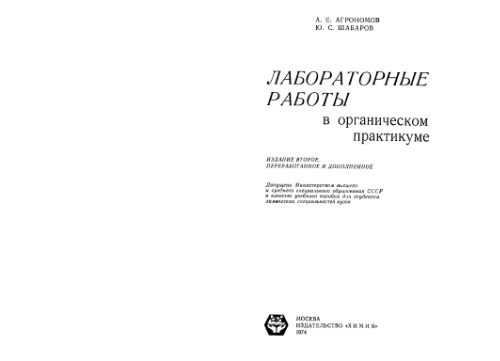 А. Е. АГРОНОМОВ
Ю. С. ШАБАРОВ
ЛАБОРАТОРНЫЕ
РАБОТЫ
в органическом
практикуме
ИЗДАНИЕ ВТОРОЕ,
ПЕРЕРАБОТАННОЕ И ДОПОЛНЕННОЕ
Допущено Министерством высшего
и среднего специального образования СССР
в качестве учебного пособия для студентов
химических специальностей вузов
МОСКВА
ИЗДАТЕЛЬСТВО «ХИМИЯ»
1974